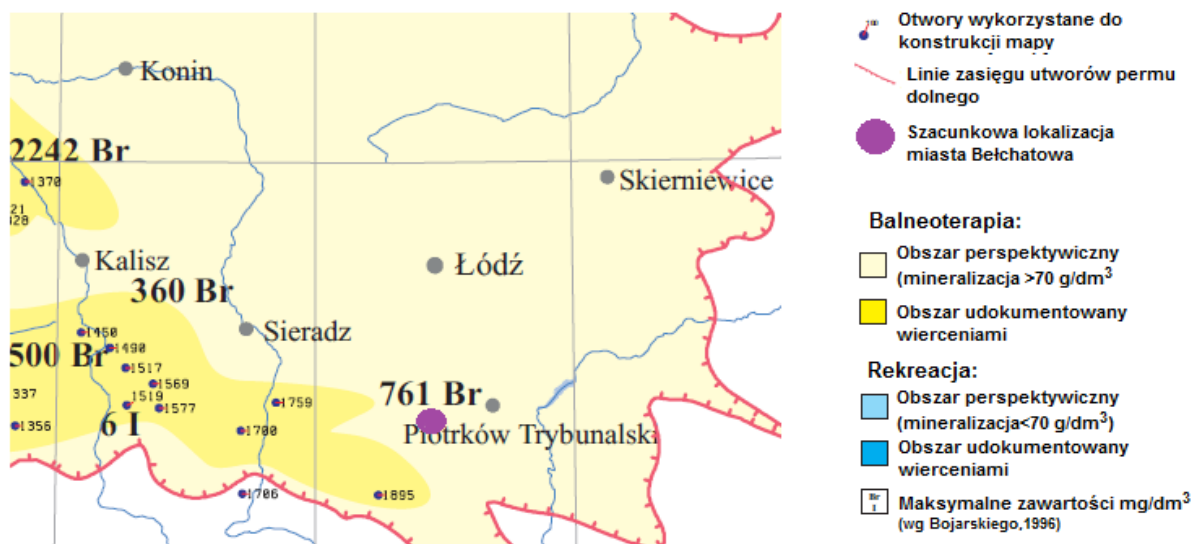 Konin
2242 Br
1370
21
Skierniewice
Kalisz
Łódź
360 Br
Sieradz
1450
1490
500 Br
1517
1569
337
1519
1577
1759
761 Br
6 I
1356
1700
Piotrków Trybunalski
1706
1895
100
Otwory wykorzystane do
konstrukcji mapy
Linie zasięgu utworów permu
dolnego
Szacunkowa lokalizacja
miasta Bełchatowa
Balneoterapia:
Obszar perspektywiczny
(mineralizacja >70 g/dm³
Obszar udokumentowany
wierceniami
Rekreacja:
Obszar perspektywiczny
(mineralizacja<70 g/dm³)
Obszar udokumentowany
wierceniami
Br
I
Maksymalne zawartości mg/dm³
(wg Bojarskiego,1996)